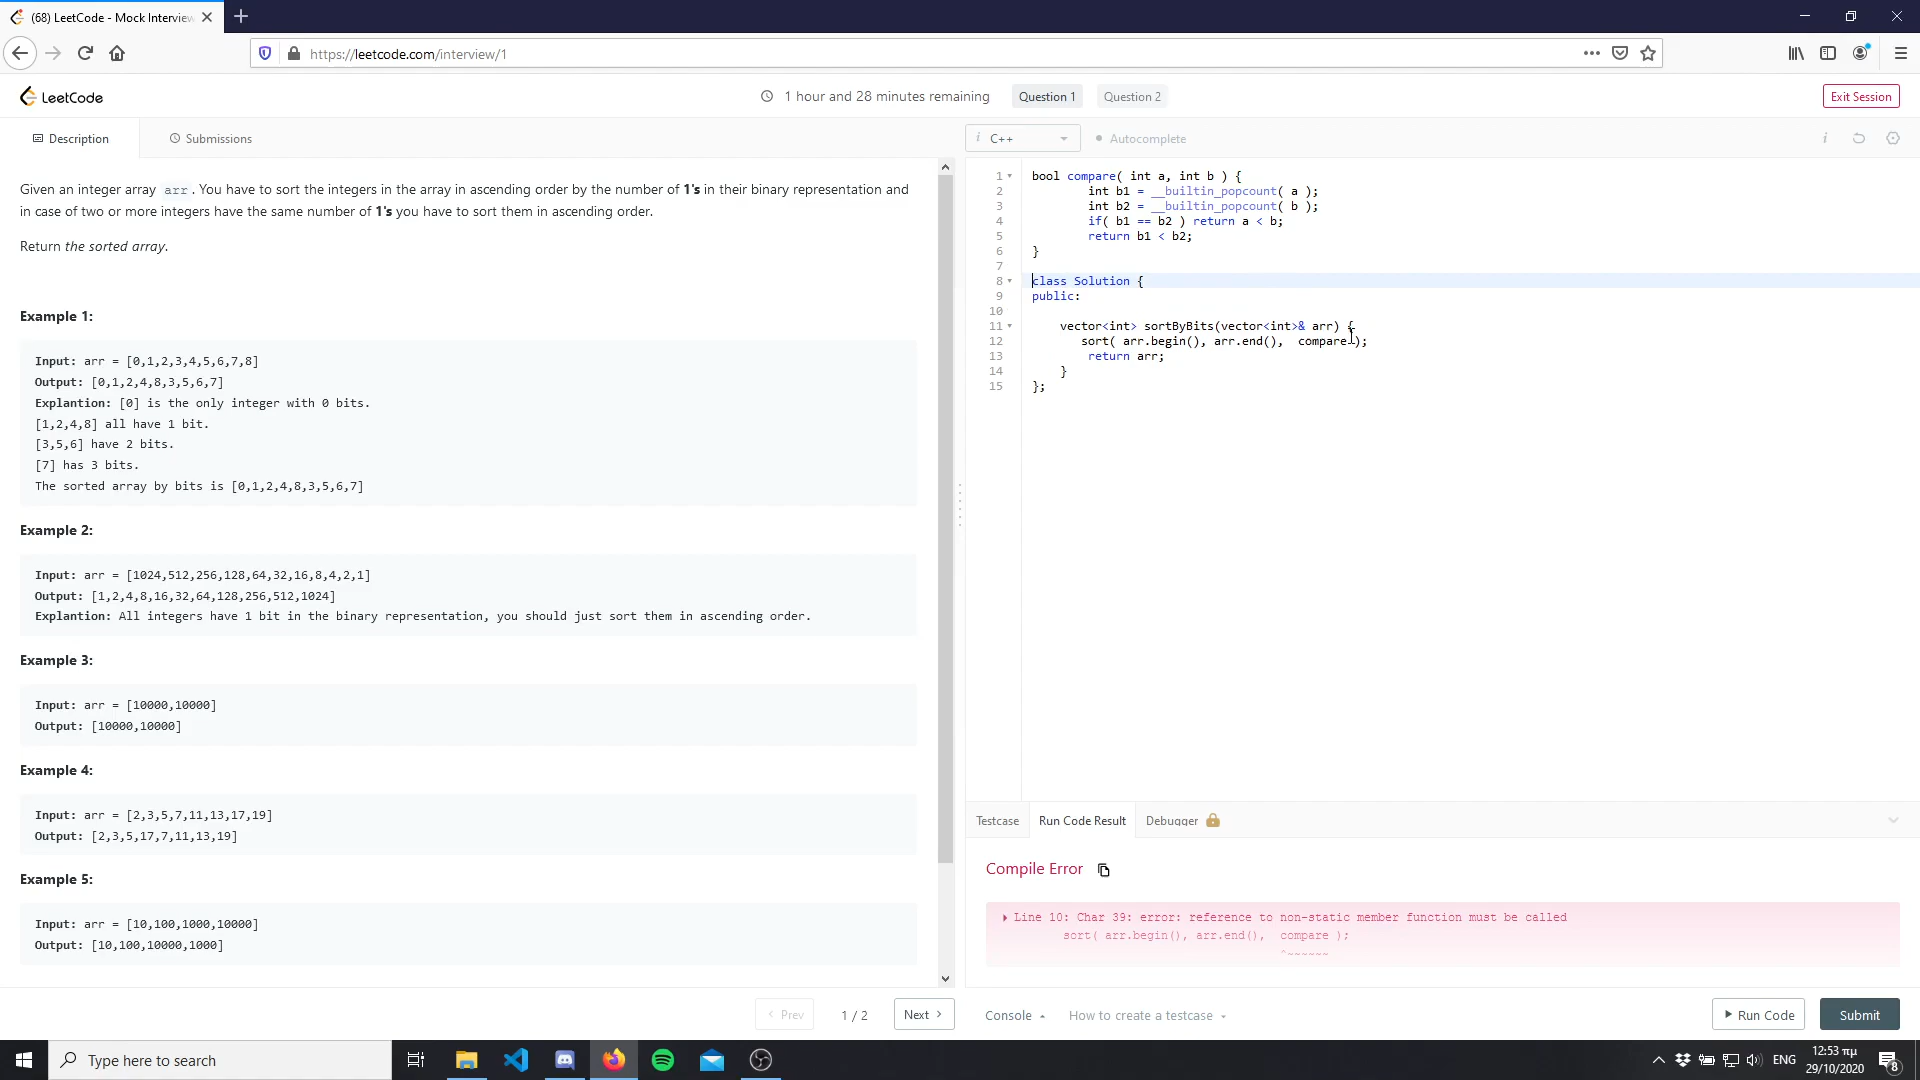 (68) LeetCode - Mock Interview
https://leetcode.com/interview/1
LeetCode
1 hour and 28 minutes remaining
Question 1
Question 2
Exit Session
Description
Submissions
i C++
Autocomplete
i
Given an integer array arr. You have to sort the integers in the array in ascending order by the number of 1's in their binary representation and
in case of two or more integers have the same number of 1's you have to sort them in ascending order.
Return the sorted array.
Example 1:
Input: arr = [0,1,2,3,4,5,6,7,8]
Output: [0,1,2,4,8,3,5,6,7]
Explantion: [0] is the only integer with 0 bits.
[1,2,4,8] all have 1 bit.
[3,5,6] have 2 bits.
[7] has 3 bits.
The sorted array by bits is [0,1,2,4,8,3,5,6,7]
Example 2:
Input: arr = [1024,512,256,128,64,32,16,8,4,2,1]
Output: [1,2,4,8,16,32,64,128,256,512,1024]
Explantion: All integers have 1 bit in the binary representation, you should just sort them in ascending order.
Example 3:
Input: arr = [10000,10000]
Output: [10000,10000]
Example 4:
Input: arr = [2,3,5,7,11,13,17,19]
Output: [2,3,5,17,7,11,13,19]
Example 5:
Input: arr = [10,100,1000,10000]
Output: [10,100,10000,1000]
< Prev
1 / 2
Next >
1 bool compare( int a, int b ) {
2 int b1 = __builtin_popcount( a );
3 int b2 = __builtin_popcount( b );
4 if( b1 == b2 ) return a < b;
5 return b1 < b2;
6 }
7
8 class Solution {
9 public:
10
11 vector<int> sortByBits(vector<int>& arr) {
12 sort( arr.begin(), arr.end(),  compare );
13 return arr;
14 }
15 };
Testcase
Run Code Result
Debugger
Compile Error
Line 10: Char 39: error: reference to non-static member function must be called
sort( arr.begin(), arr.end(),  compare );
^~~~~~~
Console
How to create a testcase
Run Code
Submit
Type here to search
ENG
12:53 πμ
29/10/2020
8